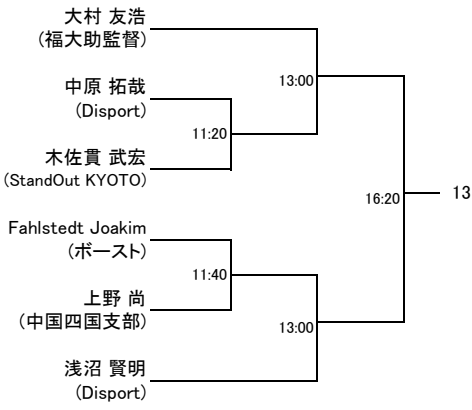 大村 友浩
(福大助監督)
13:00
中原 拓哉
(Disport)
11:20
木佐貫 武宏
(StandOut KYOTO)
16:20
13
Fahlstedt Joakim
(ボースト)
11:40
上野 尚
(中国四国支部)
13:00
浅沼 賢明
(Disport)